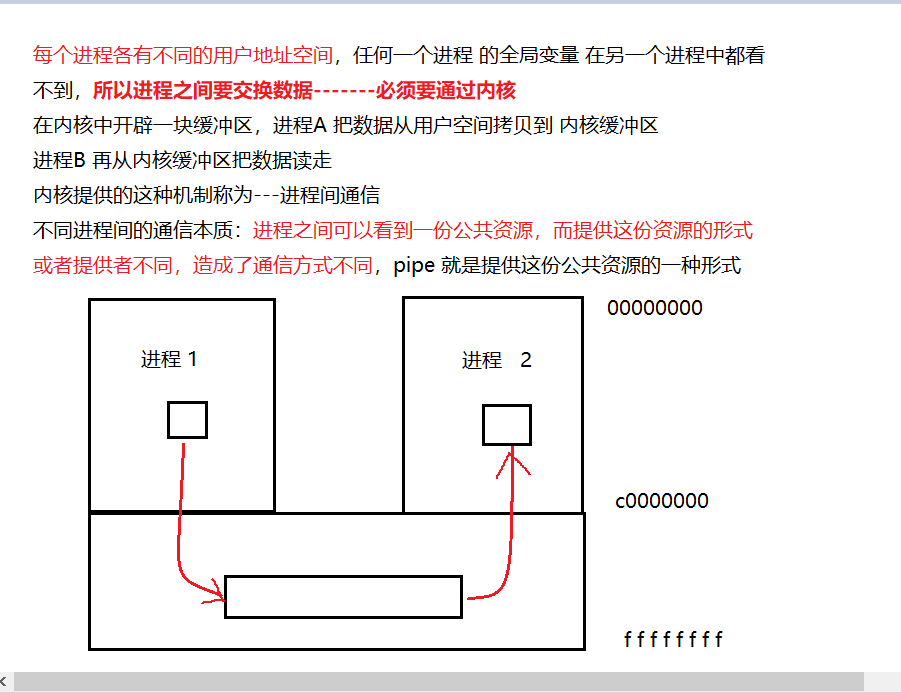 每个进程各有不同的用户地址空间，任何一个进程 的全局变量 在另一个进程中都看
不到，所以进程之间要交换数据-------必须要通过内核
在内核中开辟一块缓冲区，进程A 把数据从用户空间拷贝到 内核缓冲区
进程B 再从内核缓冲区把数据读走
内核提供的这种机制称为---进程间通信
不同进程间的通信本质：进程之间可以看到一份公共资源，而提供这份资源的形式
或者提供者不同，造成了通信方式不同，pipe 就是提供这份公共资源的一种形式
00000000
进程 1
进程 2
c0000000
f f f f f f f f